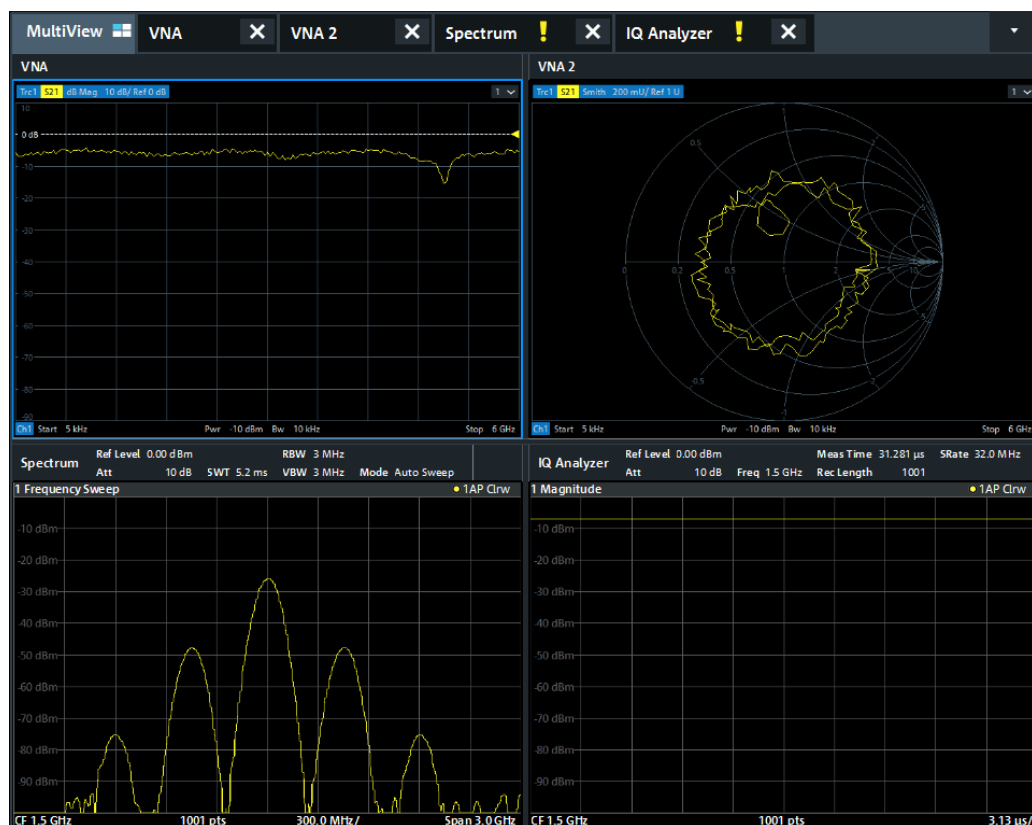 MultiView VNA X VNA 2 X Spectrum ! X IQ Analyzer ! X
VNA
Trc1 S21 dB Mag 10 dB/ Ref 0 dB 1
10
0 dB
-10
-20
-30
-40
-50
-60
-70
-80
-90
Ch1 Start 5 kHz Pwr -10 dBm Bw 10 kHz Stop 6 GHz
VNA 2
Trc1 S21 Smith 200 mU/ Ref 1 U 1
1
0.5
2
5
0 0.2 0.5 1 2 5 10
-5
-0.5
-2
-1
Ch1 Start 5 kHz Pwr -10 dBm Bw 10 kHz Stop 6 GHz
Spectrum
Ref Level 0.00 dBm RBW 3 MHz
Att 10 dB SWT 5.2 ms VBW 3 MHz Mode Auto Sweep
1 Frequency Sweep 1AP Clrw
-10 dBm
-20 dBm
-30 dBm
-40 dBm
-50 dBm
-60 dBm
-70 dBm
-80 dBm
-90 dBm
CF 1.5 GHz 1001 pts 300.0 MHz/ Span 3.0 GHz
IQ Analyzer
Ref Level 0.00 dBm Meas Time 31.281 µs SRate 32.0 MHz
Att 10 dB Freq 1.5 GHz Rec Length 1001
1 Magnitude 1AP Clrw
-10 dBm
-20 dBm
-30 dBm
-40 dBm
-50 dBm
-60 dBm
-70 dBm
-80 dBm
-90 dBm
CF 1.5 GHz 1001 pts 3.13 µs/